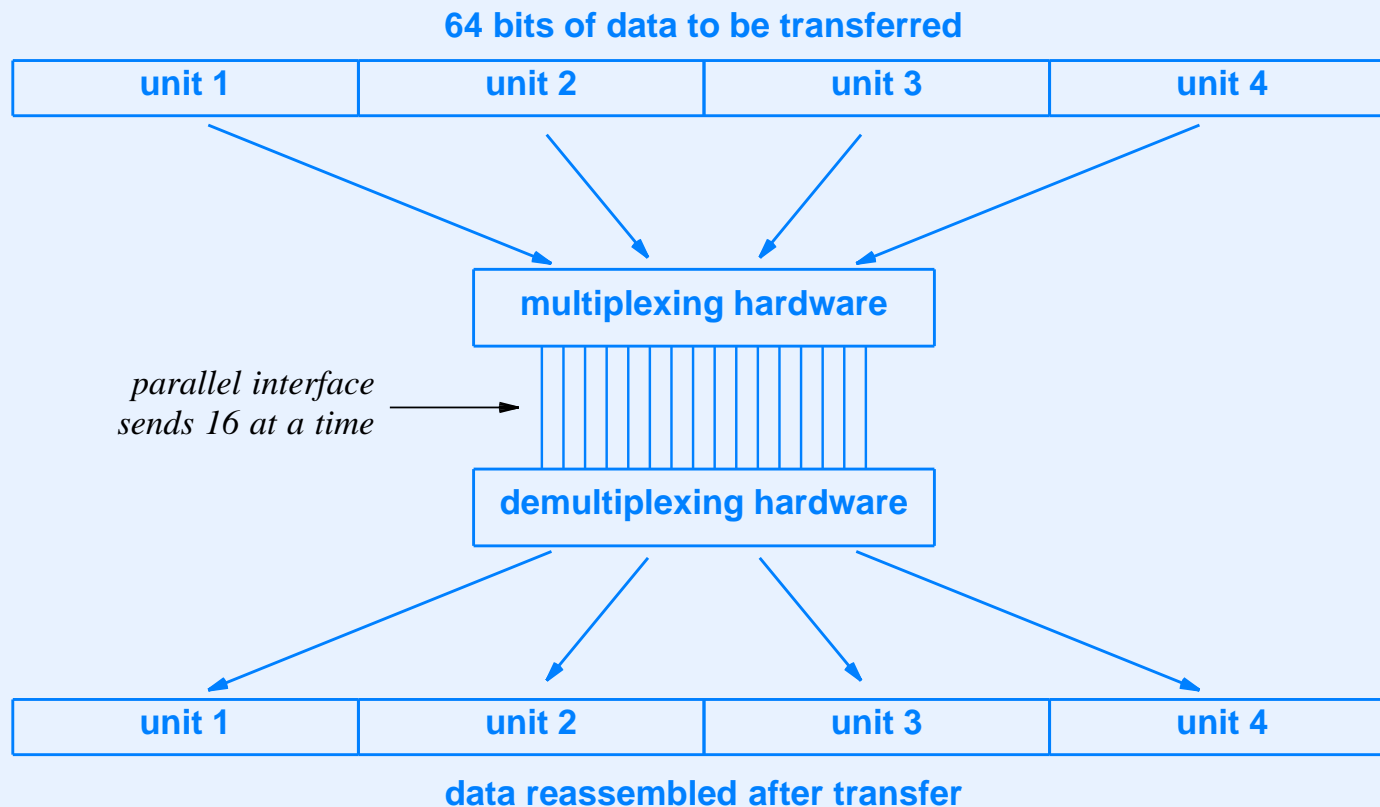 64 bits of data to be transferred
unit 1 unit 2 unit 3 unit 4
multiplexing hardware
parallel interface
sends 16 at a time
demultiplexing hardware
unit 1 unit 2 unit 3 unit 4
data reassembled after transfer